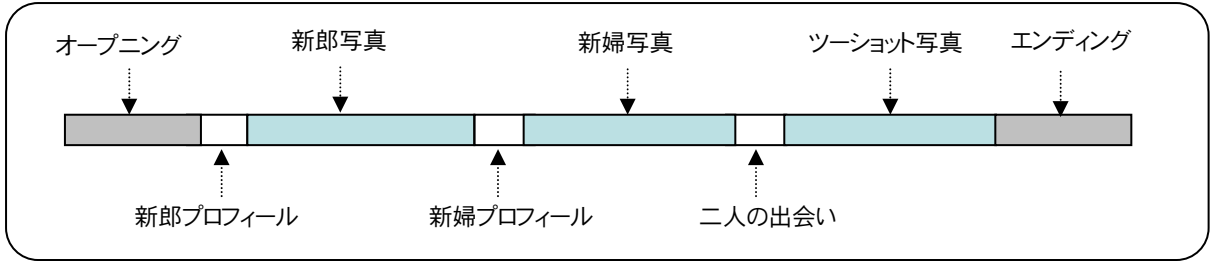 オープニング
新郎写真
新婦写真
ツーショット写真
エンディング
新郎プロフィール
新婦プロフィール
二人の出会い